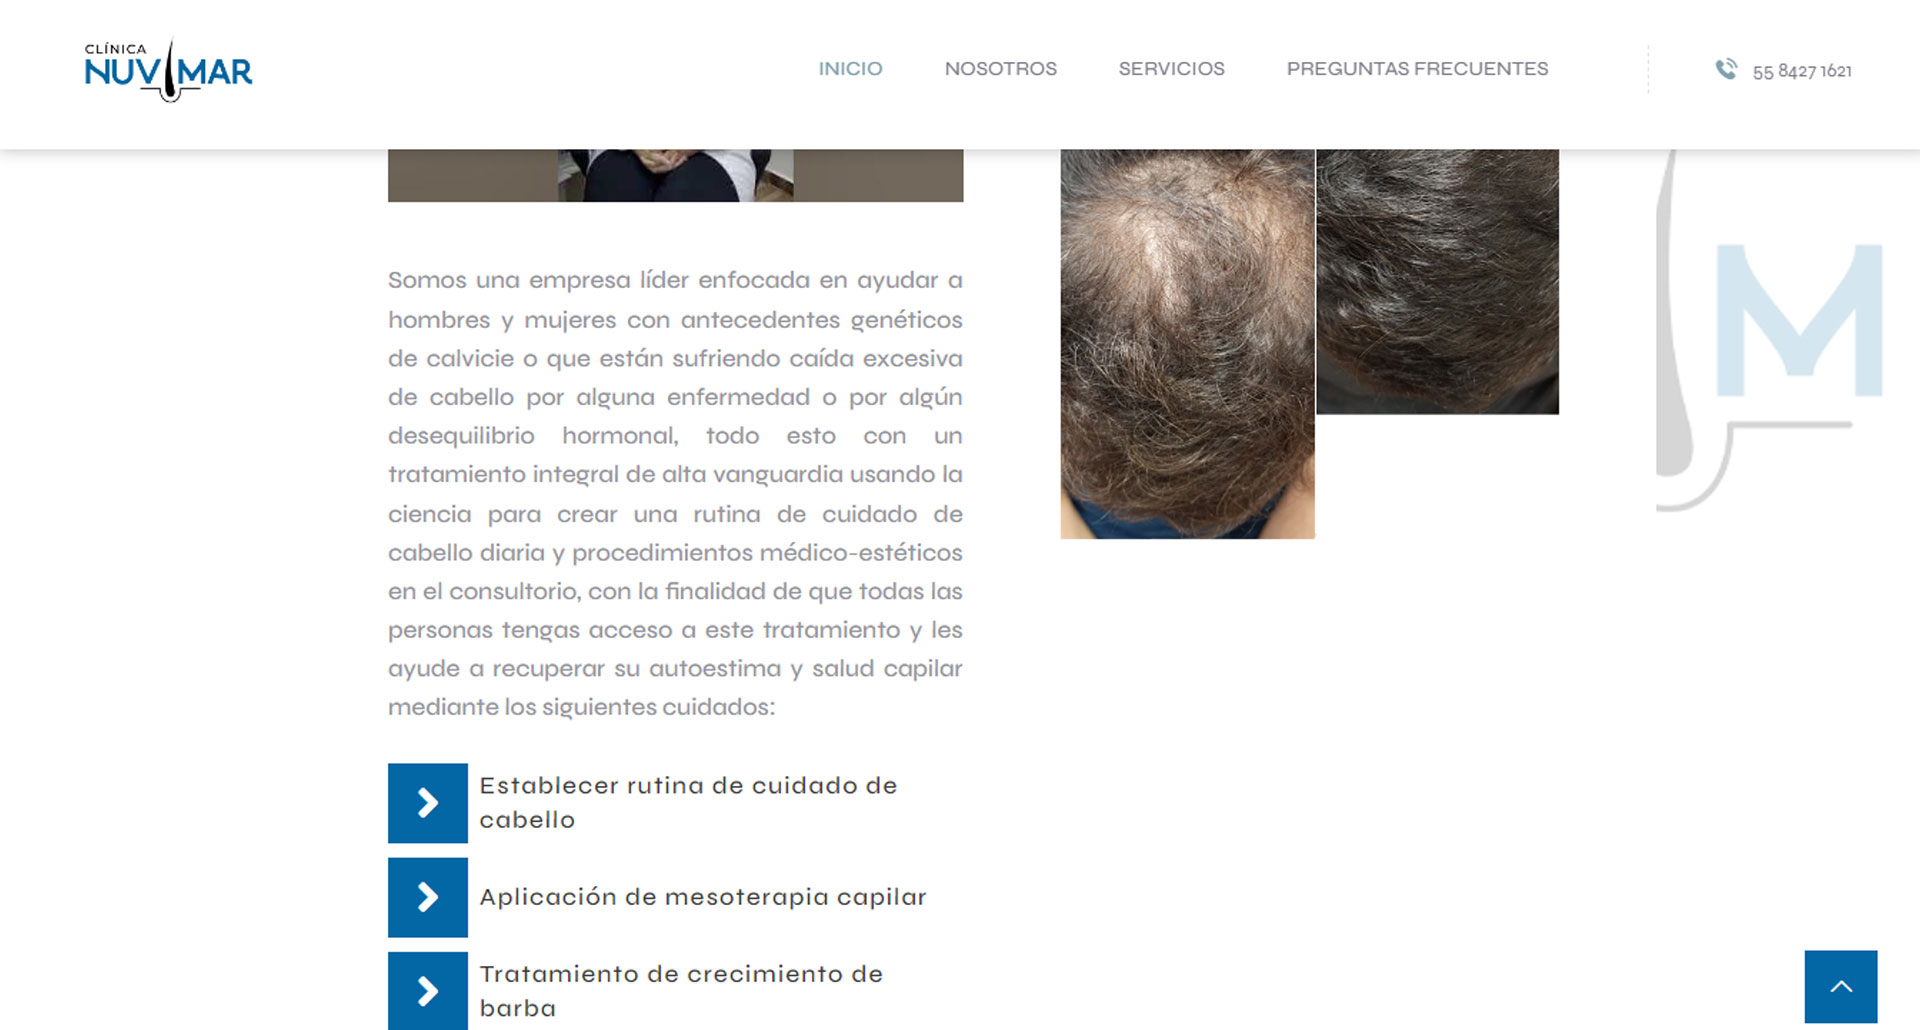 CLÍNICA
NUVIMAR
INICIO
NOSOTROS
SERVICIOS
PREGUNTAS FRECUENTES
55 8427 1621
Somos una empresa líder enfocada en ayudar a
hombres y mujeres con antecedentes genéticos
de calvicie o que están sufriendo caída excesiva
de cabello por alguna enfermedad o por algún
desequilibrio hormonal, todo esto con un
tratamiento integral de alta vanguardia usando la
ciencia para crear una rutina de cuidado de
cabello diaria y procedimientos médico-estéticos
en el consultorio, con la finalidad de que todas las
personas tengas acceso a este tratamiento y les
ayude a recuperar su autoestima y salud capilar
mediante los siguientes cuidados:
Establecer rutina de cuidado de
cabello
Aplicación de mesoterapia capilar
Tratamiento de crecimiento de
barba
M